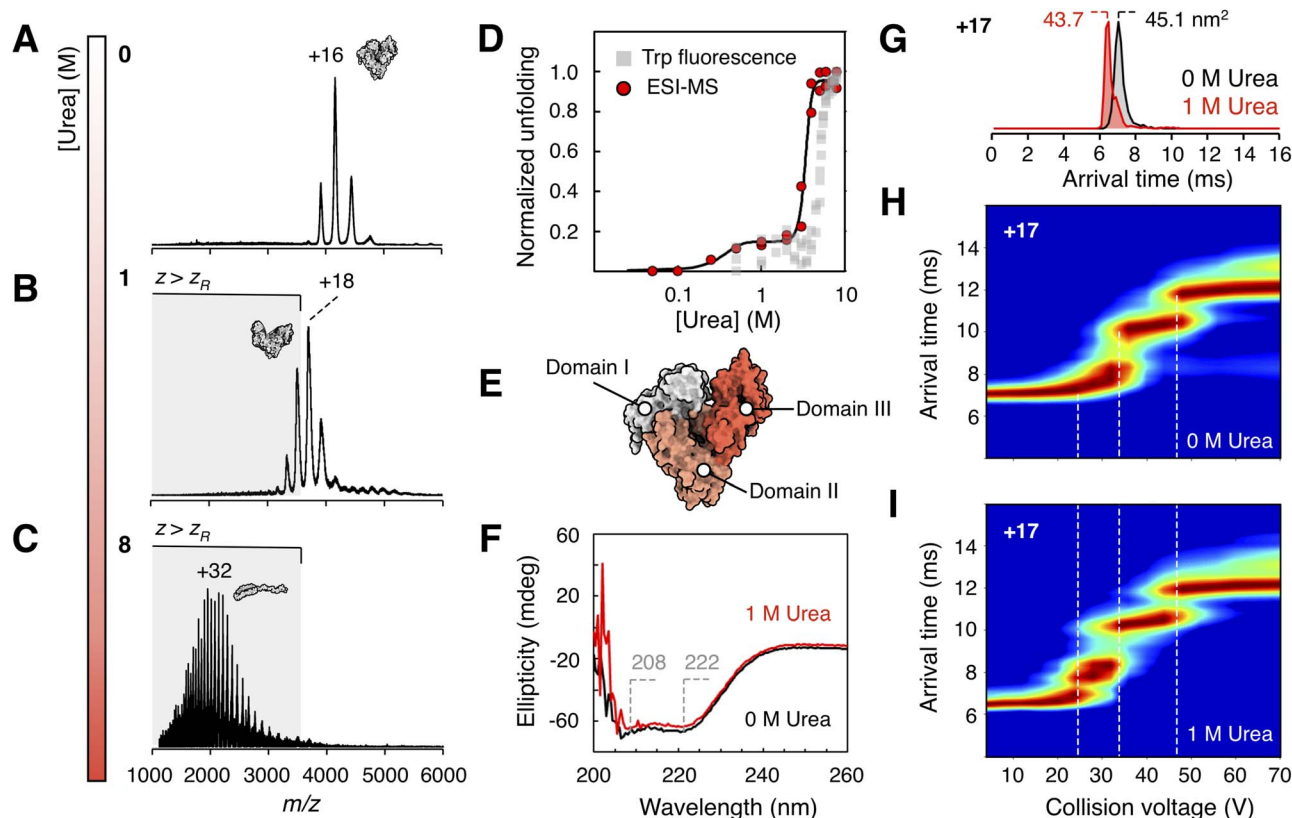 A
[Urea] (M)
0
+16
B
1
z > zR
+18
C
8
z > zR
+32
1000 2000 3000 4000 5000 6000
m/z
D
Trp fluorescence
ESI-MS
Normalized unfolding
1.0
0.8
0.6
0.4
0.2
0.1 1 10
[Urea] (M)
E
Domain I
Domain III
Domain II
F
Ellipticity (mdeg)
60
20
-20
-60
1 M Urea
208 222
0 M Urea
200 220 240 260
Wavelength (nm)
G
+17
43.7 45.1 nm²
0 M Urea
1 M Urea
0 2 4 6 8 10 12 14 16
Arrival time (ms)
H
+17
Arrival time (ms)
14
12
10
8
6
0 M Urea
I
+17
Arrival time (ms)
14
12
10
8
6
1 M Urea
10 20 30 40 50 60 70
Collision voltage (V)